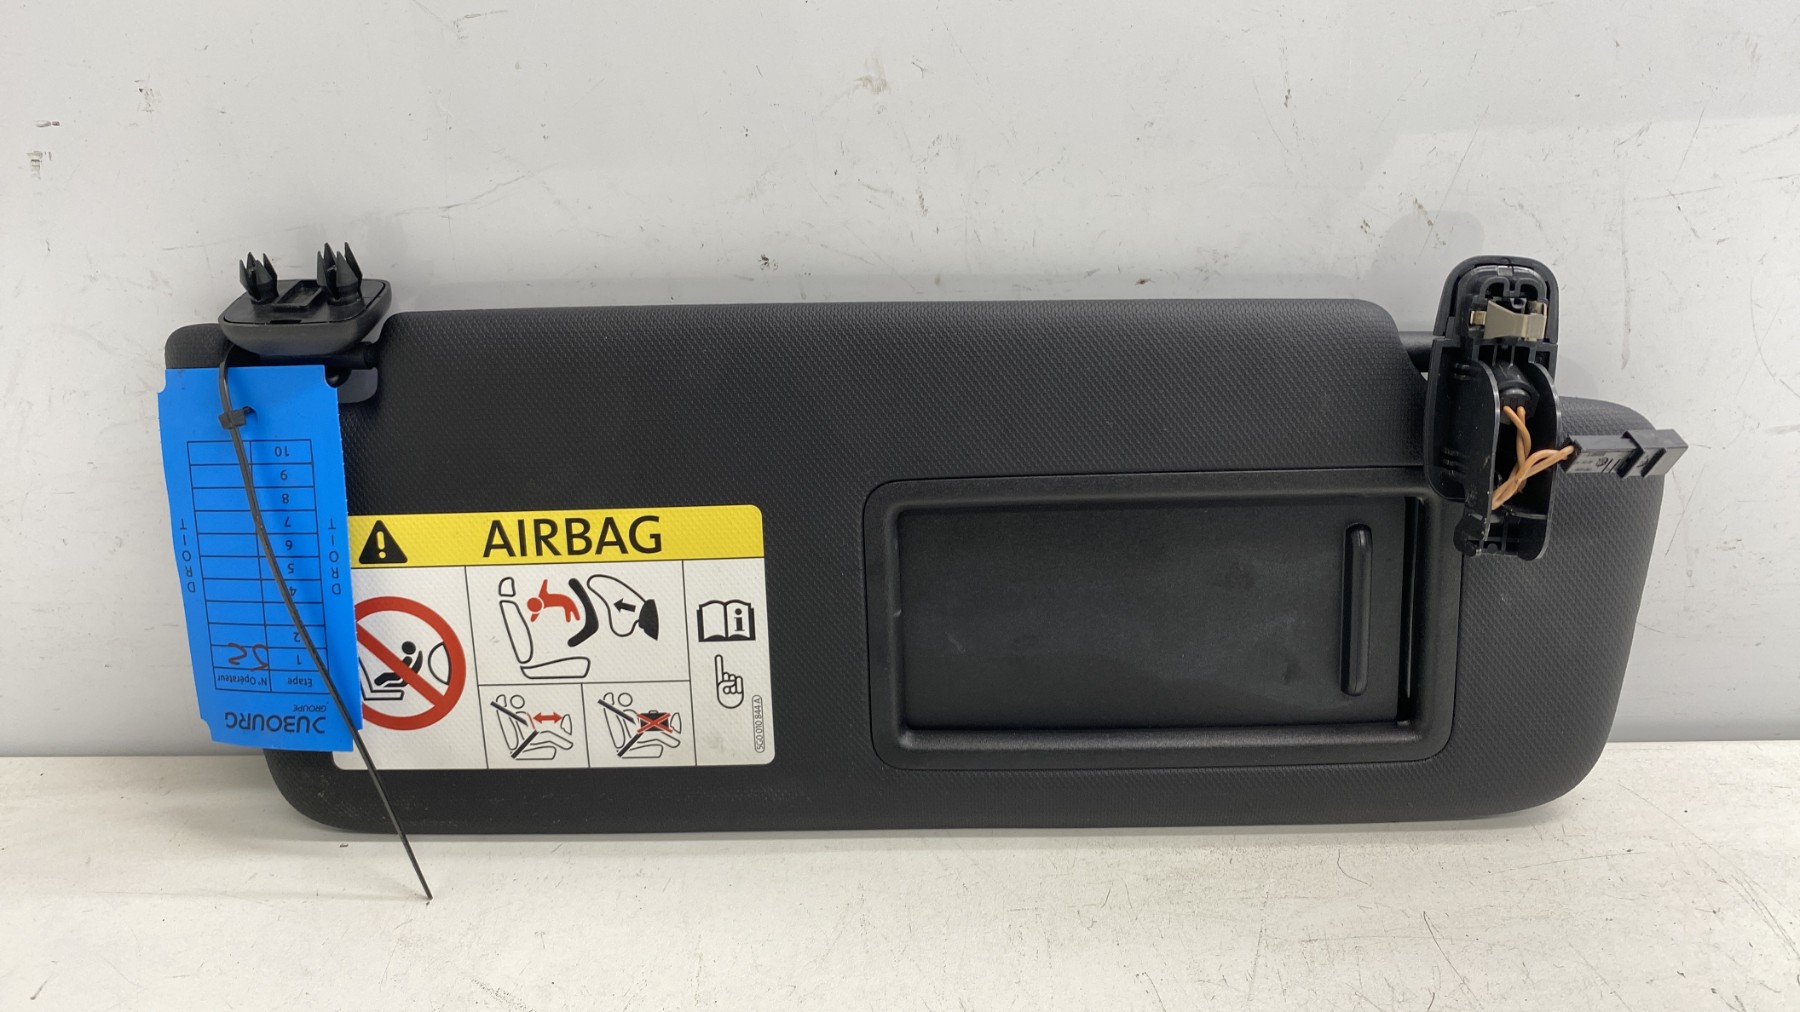 AIRBAG
i
5G0 010 844 A
DUBOURG
GROUPE
Etape N° Opérateur
1 52
2
4
5
6
7
8
9
10
DROIT
DROIT